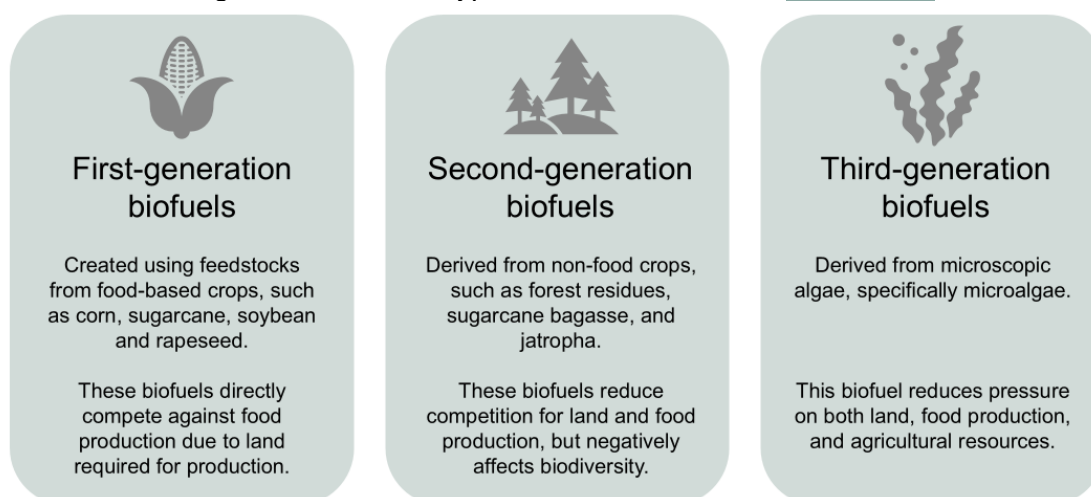 First-generation
biofuels
Created using feedstocks
from food-based crops, such
as corn, sugarcane, soybean
and rapeseed.
These biofuels directly
compete against food
production due to land
required for production.
Second-generation
biofuels
Derived from non-food crops,
such as forest residues,
sugarcane bagasse, and
jatropha.
These biofuels reduce
competition for land and food
production, but negatively
affects biodiversity.
Third-generation
biofuels
Derived from microscopic
algae, specifically microalgae.
This biofuel reduces pressure
on both land, food production,
and agricultural resources.